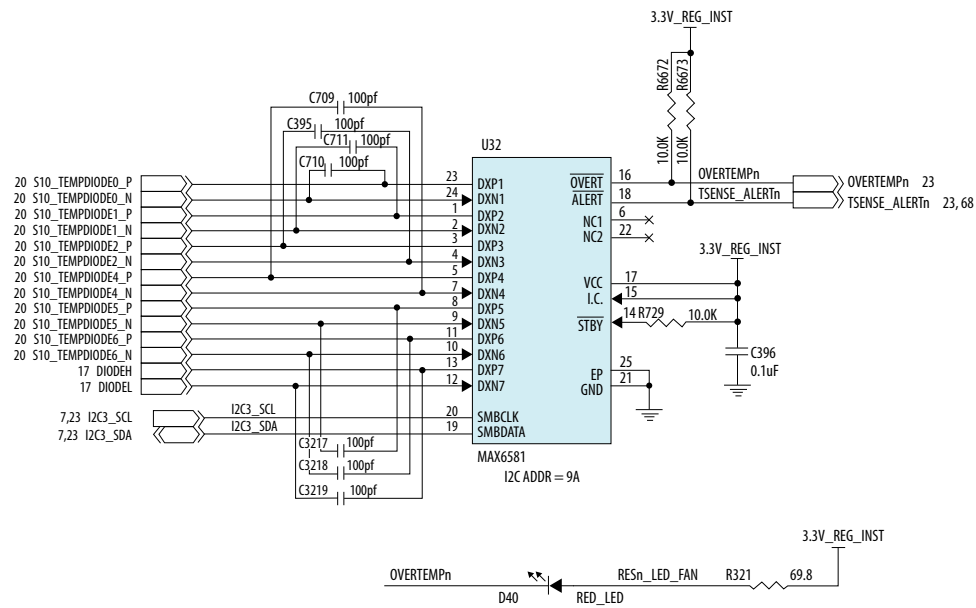 3.3V_REG_INST
R6672
R6673
10.0K
10.0K
C709 100pf
C395 100pf
C711 100pf
C710 100pf
U32
20 S10_TEMPDIODE0_P 23 DXP1
20 S10_TEMPDIODE0_N 24 DXN1
20 S10_TEMPDIODE1_P 1 DXP2
20 S10_TEMPDIODE1_N 2 DXN2
20 S10_TEMPDIODE2_P 3 DXP3
20 S10_TEMPDIODE2_N 4 DXN3
20 S10_TEMPDIODE4_P 5 DXP4
20 S10_TEMPDIODE4_N 7 DXN4
20 S10_TEMPDIODE5_P 8 DXP5
20 S10_TEMPDIODE5_N 9 DXN5
20 S10_TEMPDIODE6_P 11 DXP6
20 S10_TEMPDIODE6_N 10 DXN6
17 DIODEH 13 DXP7
17 DIODEL 12 DXN7
7,23 I2C3_SCL I2C3_SCL 20 SMBCLK
7,23 I2C3_SDA I2C3_SDA 19 SMBDATA
OVERT 16 OVERTEMPn OVERTEMPn 23
ALERT 18 TSENSE_ALERTn TSENSE_ALERTn 23, 68
NC1 6
NC2 22
3.3V_REG_INST
VCC 17
I.C. 15
STBY 14 R729 10.0K
C396
0.1uF
EP 25
GND 21
C3217 100pf
C3218 100pf
C3219 100pf
MAX6581
I2C ADDR = 9A
3.3V_REG_INST
OVERTEMPn
D40
RED_LED
RESn_LED_FAN
R321 69.8